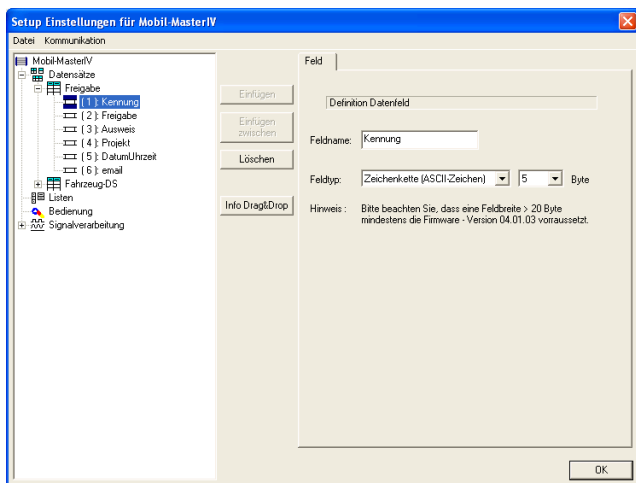 Setup Einstellungen für Mobil-MasterIV
Datei Kommunikation
Mobil-MasterIV
Datensätze
Freigabe
( 1 ): Kennung
( 2 ): Freigabe
( 3 ): Ausweis
( 4 ): Projekt
( 5 ): DatumUhrzeit
( 6 ): email
Fahrzeug-DS
Listen
Bedienung
Signalverarbeitung
Einfügen
Einfügen
zwischen
Löschen
Info Drag&Drop
Feld
Definition Datenfeld
Feldname: Kennung
Feldtyp: Zeichenkette (ASCII-Zeichen) 5 Byte
Hinweis : Bitte beachten Sie, dass eine Feldbreite > 20 Byte
mindestens die Firmware - Version 04.01.03 vorraussetzt.
OK